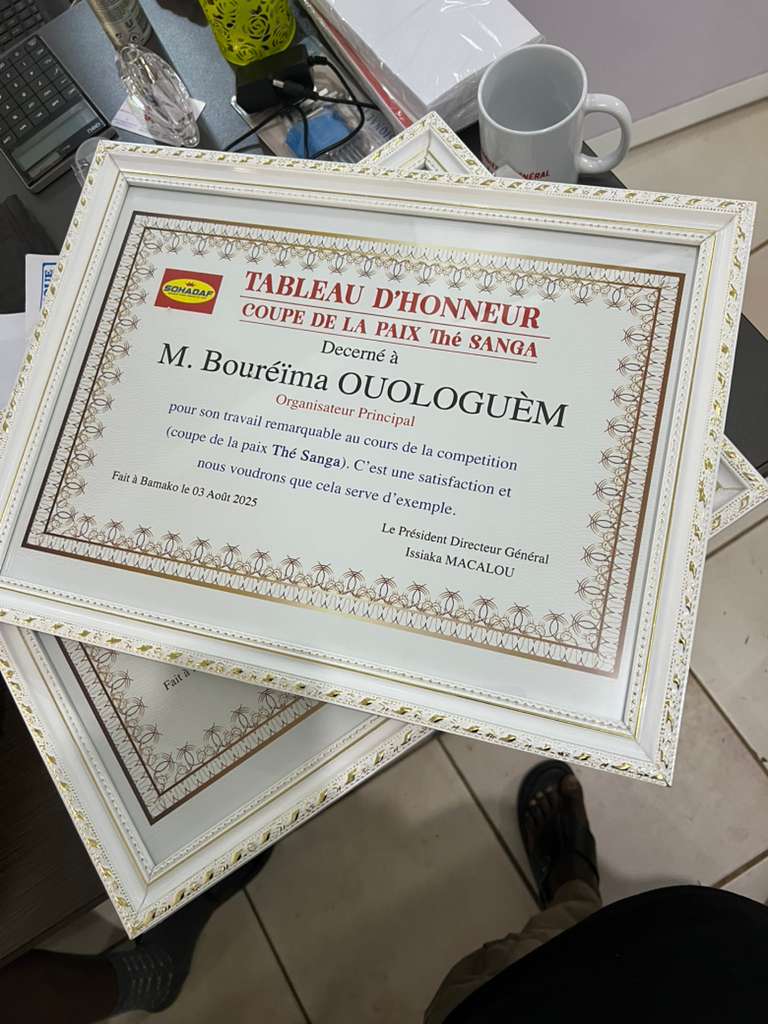 SOHADAF
TABLEAU D'HONNEUR
COUPE DE LA PAIX Thé SANGA
Decerné à
M. Bouréïma OUOLOGUÈM
Organisateur Principal
pour son travail remarquable au cours de la competition
(coupe de la paix Thé Sanga). C'est une satisfaction et
nous voudrons que cela serve d'exemple.
Fait à Bamako le 03 Août 2025
Le Président Directeur Général
Issiaka MACALOU
Fait à